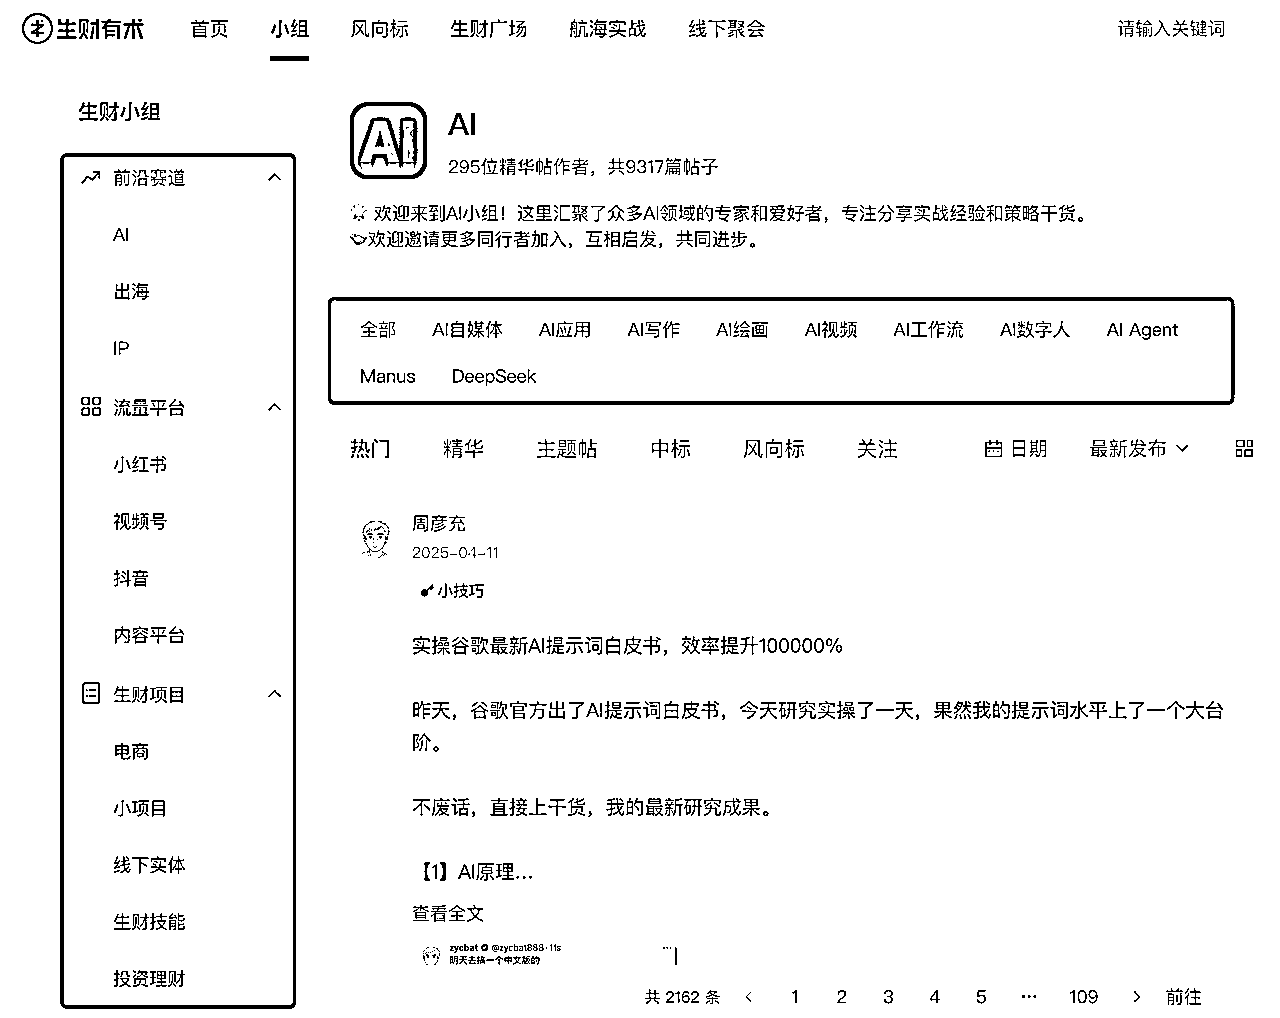 生财有术 首页 小组 风向标 生财广场 航海实战 线下聚会 请输入关键词
生财小组
前沿赛道
AI
出海
IP
流量平台
小红书
视频号
抖音
内容平台
生财项目
电商
小项目
线下实体
生财技能
投资理财
AI
AI
295位精华帖作者，共9317篇帖子
欢迎来到AI小组！这里汇聚了众多AI领域的专家和爱好者，专注分享实战经验和策略干货。
欢迎邀请更多同行者加入，互相启发，共同进步。
全部 AI自媒体 AI应用 AI写作 AI绘画 AI视频 AI工作流 AI数字人 AI Agent
Manus DeepSeek
热门 精华 主题帖 中标 风向标 关注 日期 最新发布
周彦充
2025-04-11
小技巧
实操谷歌最新AI提示词白皮书，效率提升100000%
昨天，谷歌官方出了AI提示词白皮书，今天研究实操了一天，果然我的提示词水平上了一个大台
阶。
不废话，直接上干货，我的最新研究成果。
【1】AI原理...
查看全文
zycbat @zycbat888·11s
明天去搞一个中文版的
共 2162 条 < 1 2 3 4 5 ··· 109 > 前往